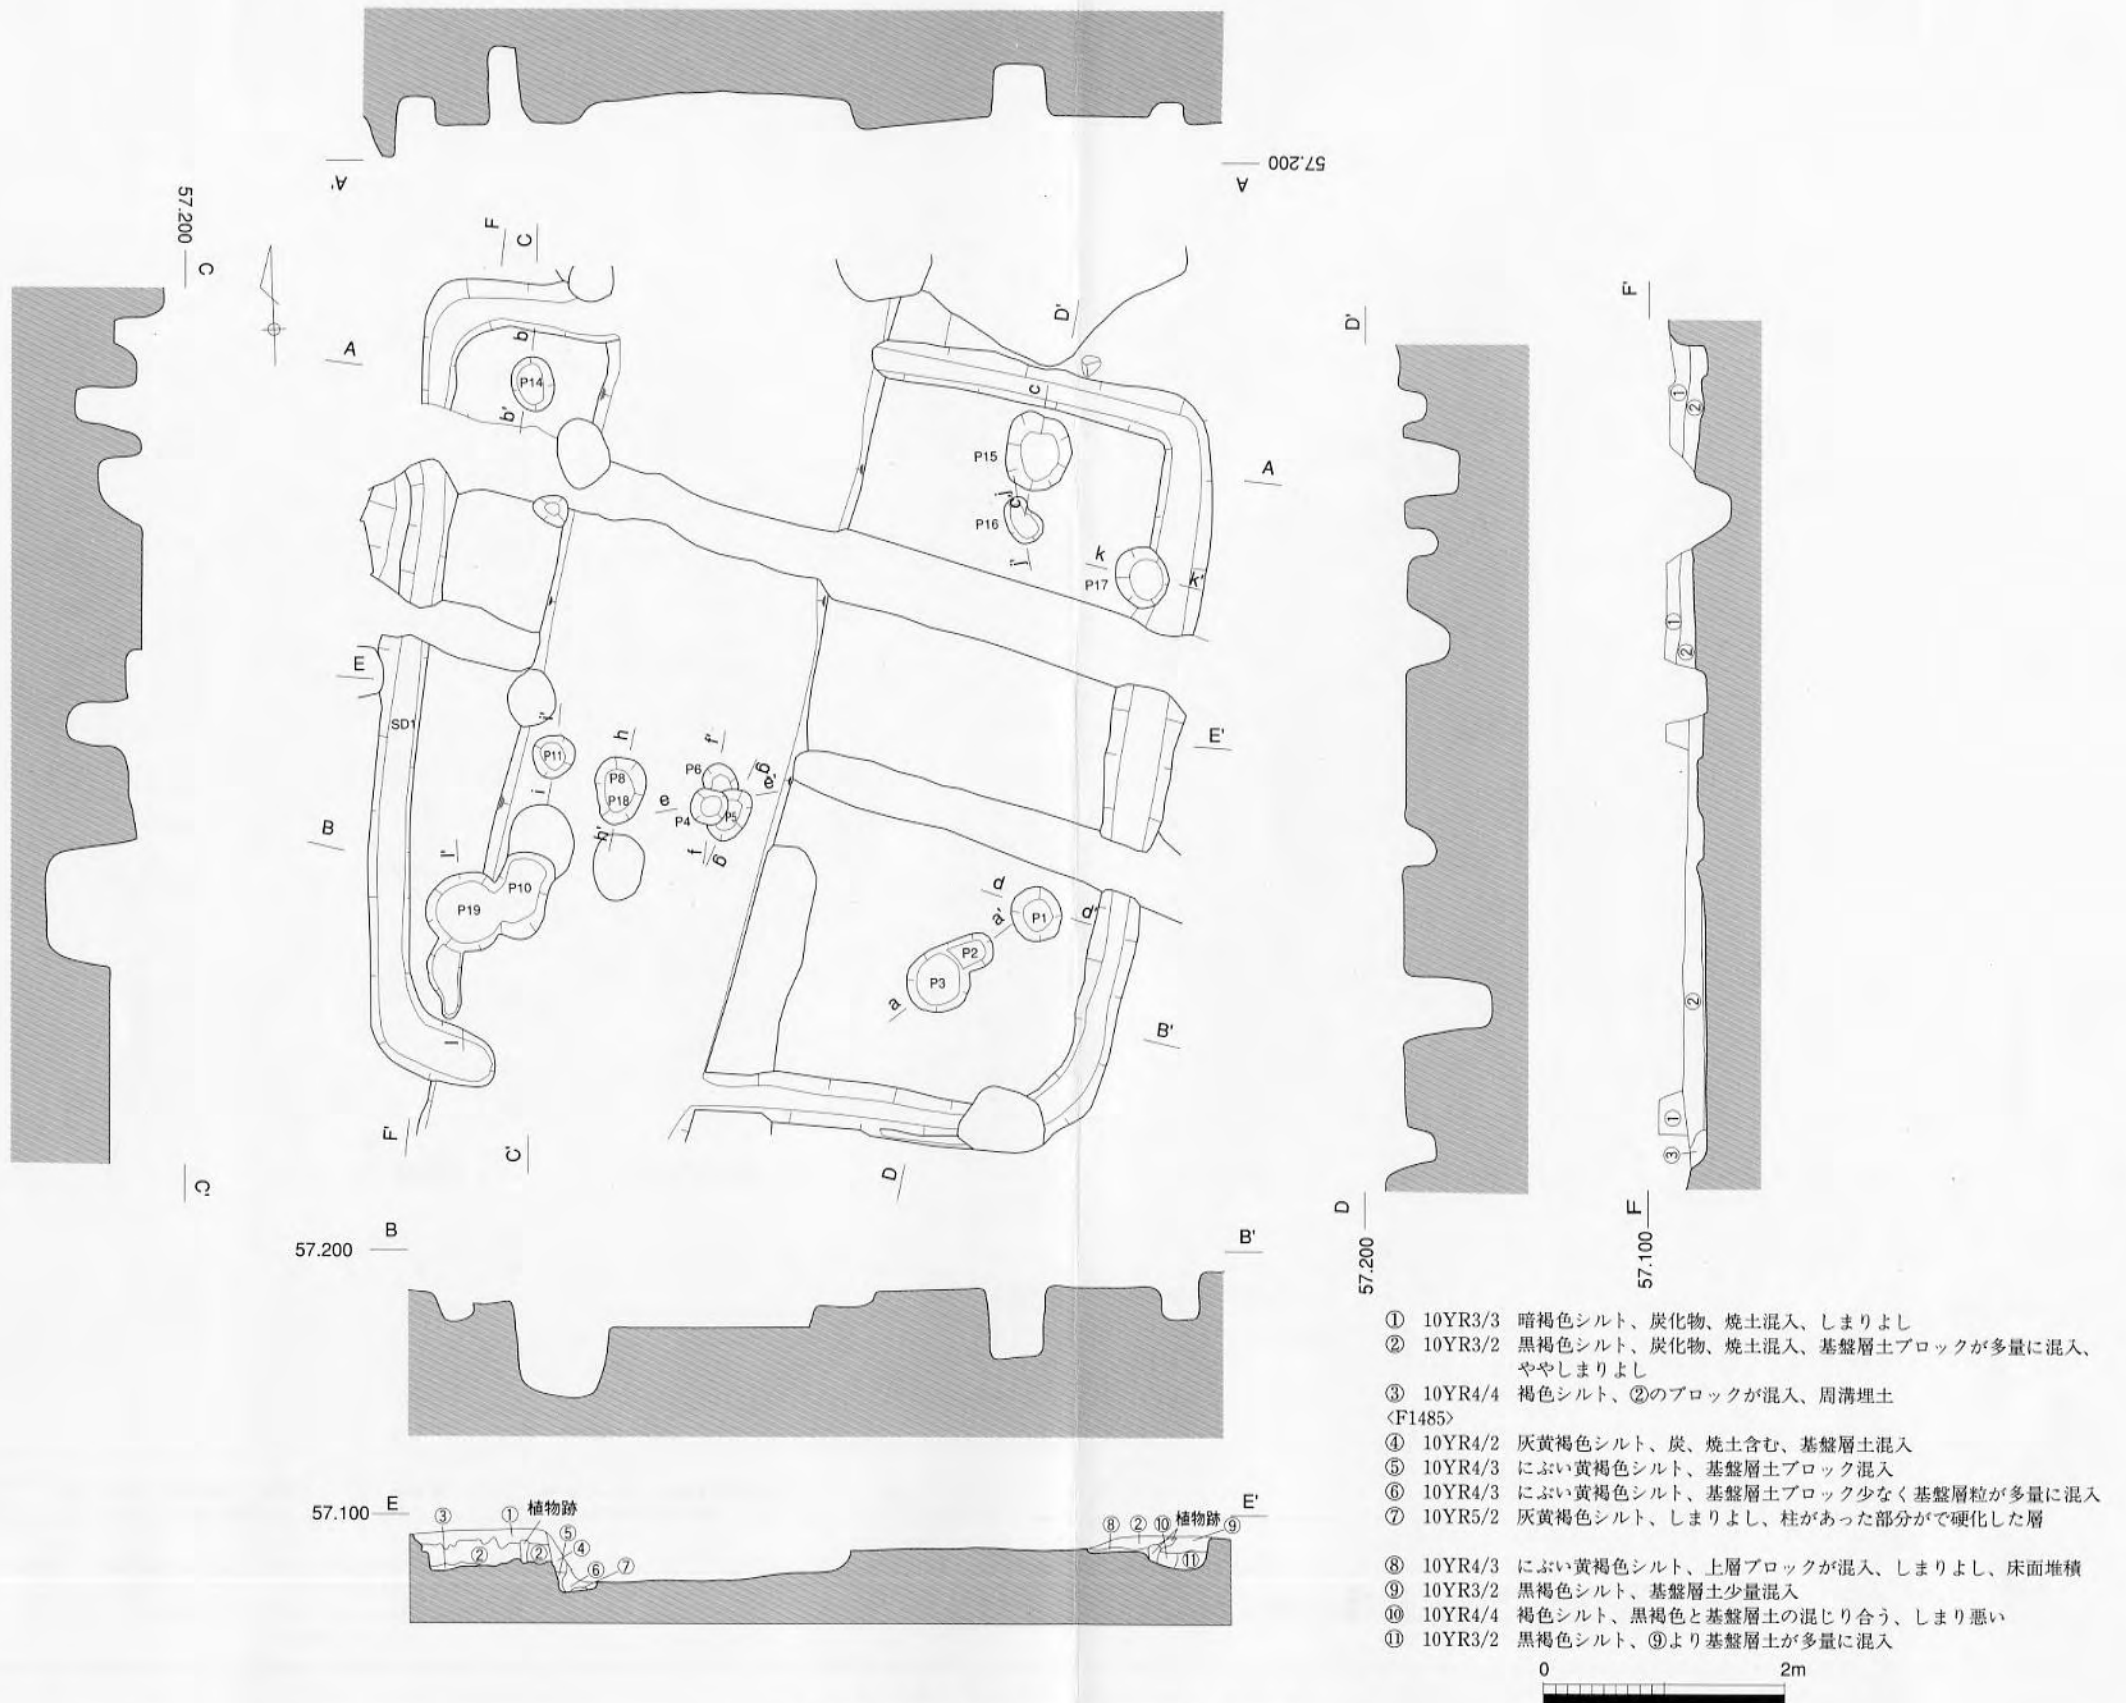 A'
A
57.200
57.200
C
F
C
D'
D'
F'
A
b
P14
b'
c
P15
A
j'
c'
P16
j
k
P17
k'
①
②
①
②
E
SD1
E'
i'
P11
i
h
P8
P18
h'
f'
P6
g'
e
e'
P4
P5
f
g
B
l'
P10
P19
l
d
a'
P1
d'
P2
P3
a
B'
②
①
③
F'
C'
D
C'
D
57.200
F
57.100
B
57.200
B'
57.100
E
③
①
植物跡
②
②
⑤
④
⑥
⑦
⑧
②
⑩
植物跡
⑨
⑪
E'
① 10YR3/3 暗褐色シルト、炭化物、焼土混入、しまりよし
② 10YR3/2 黒褐色シルト、炭化物、焼土混入、基盤層土ブロックが多量に混入、
ややしまりよし
③ 10YR4/4 褐色シルト、②のブロックが混入、周溝埋土
〈F1485〉
④ 10YR4/2 灰黄褐色シルト、炭、焼土含む、基盤層土混入
⑤ 10YR4/3 にぶい黄褐色シルト、基盤層土ブロック混入
⑥ 10YR4/3 にぶい黄褐色シルト、基盤層土ブロック少なく基盤層粒が多量に混入
⑦ 10YR5/2 灰黄褐色シルト、しまりよし、柱があった部分がで硬化した層
⑧ 10YR4/3 にぶい黄褐色シルト、上層ブロックが混入、しまりよし、床面堆積
⑨ 10YR3/2 黒褐色シルト、基盤層土少量混入
⑩ 10YR4/4 褐色シルト、黒褐色と基盤層土の混じり合う、しまり悪い
⑪ 10YR3/2 黒褐色シルト、⑨より基盤層土が多量に混入
0 2m